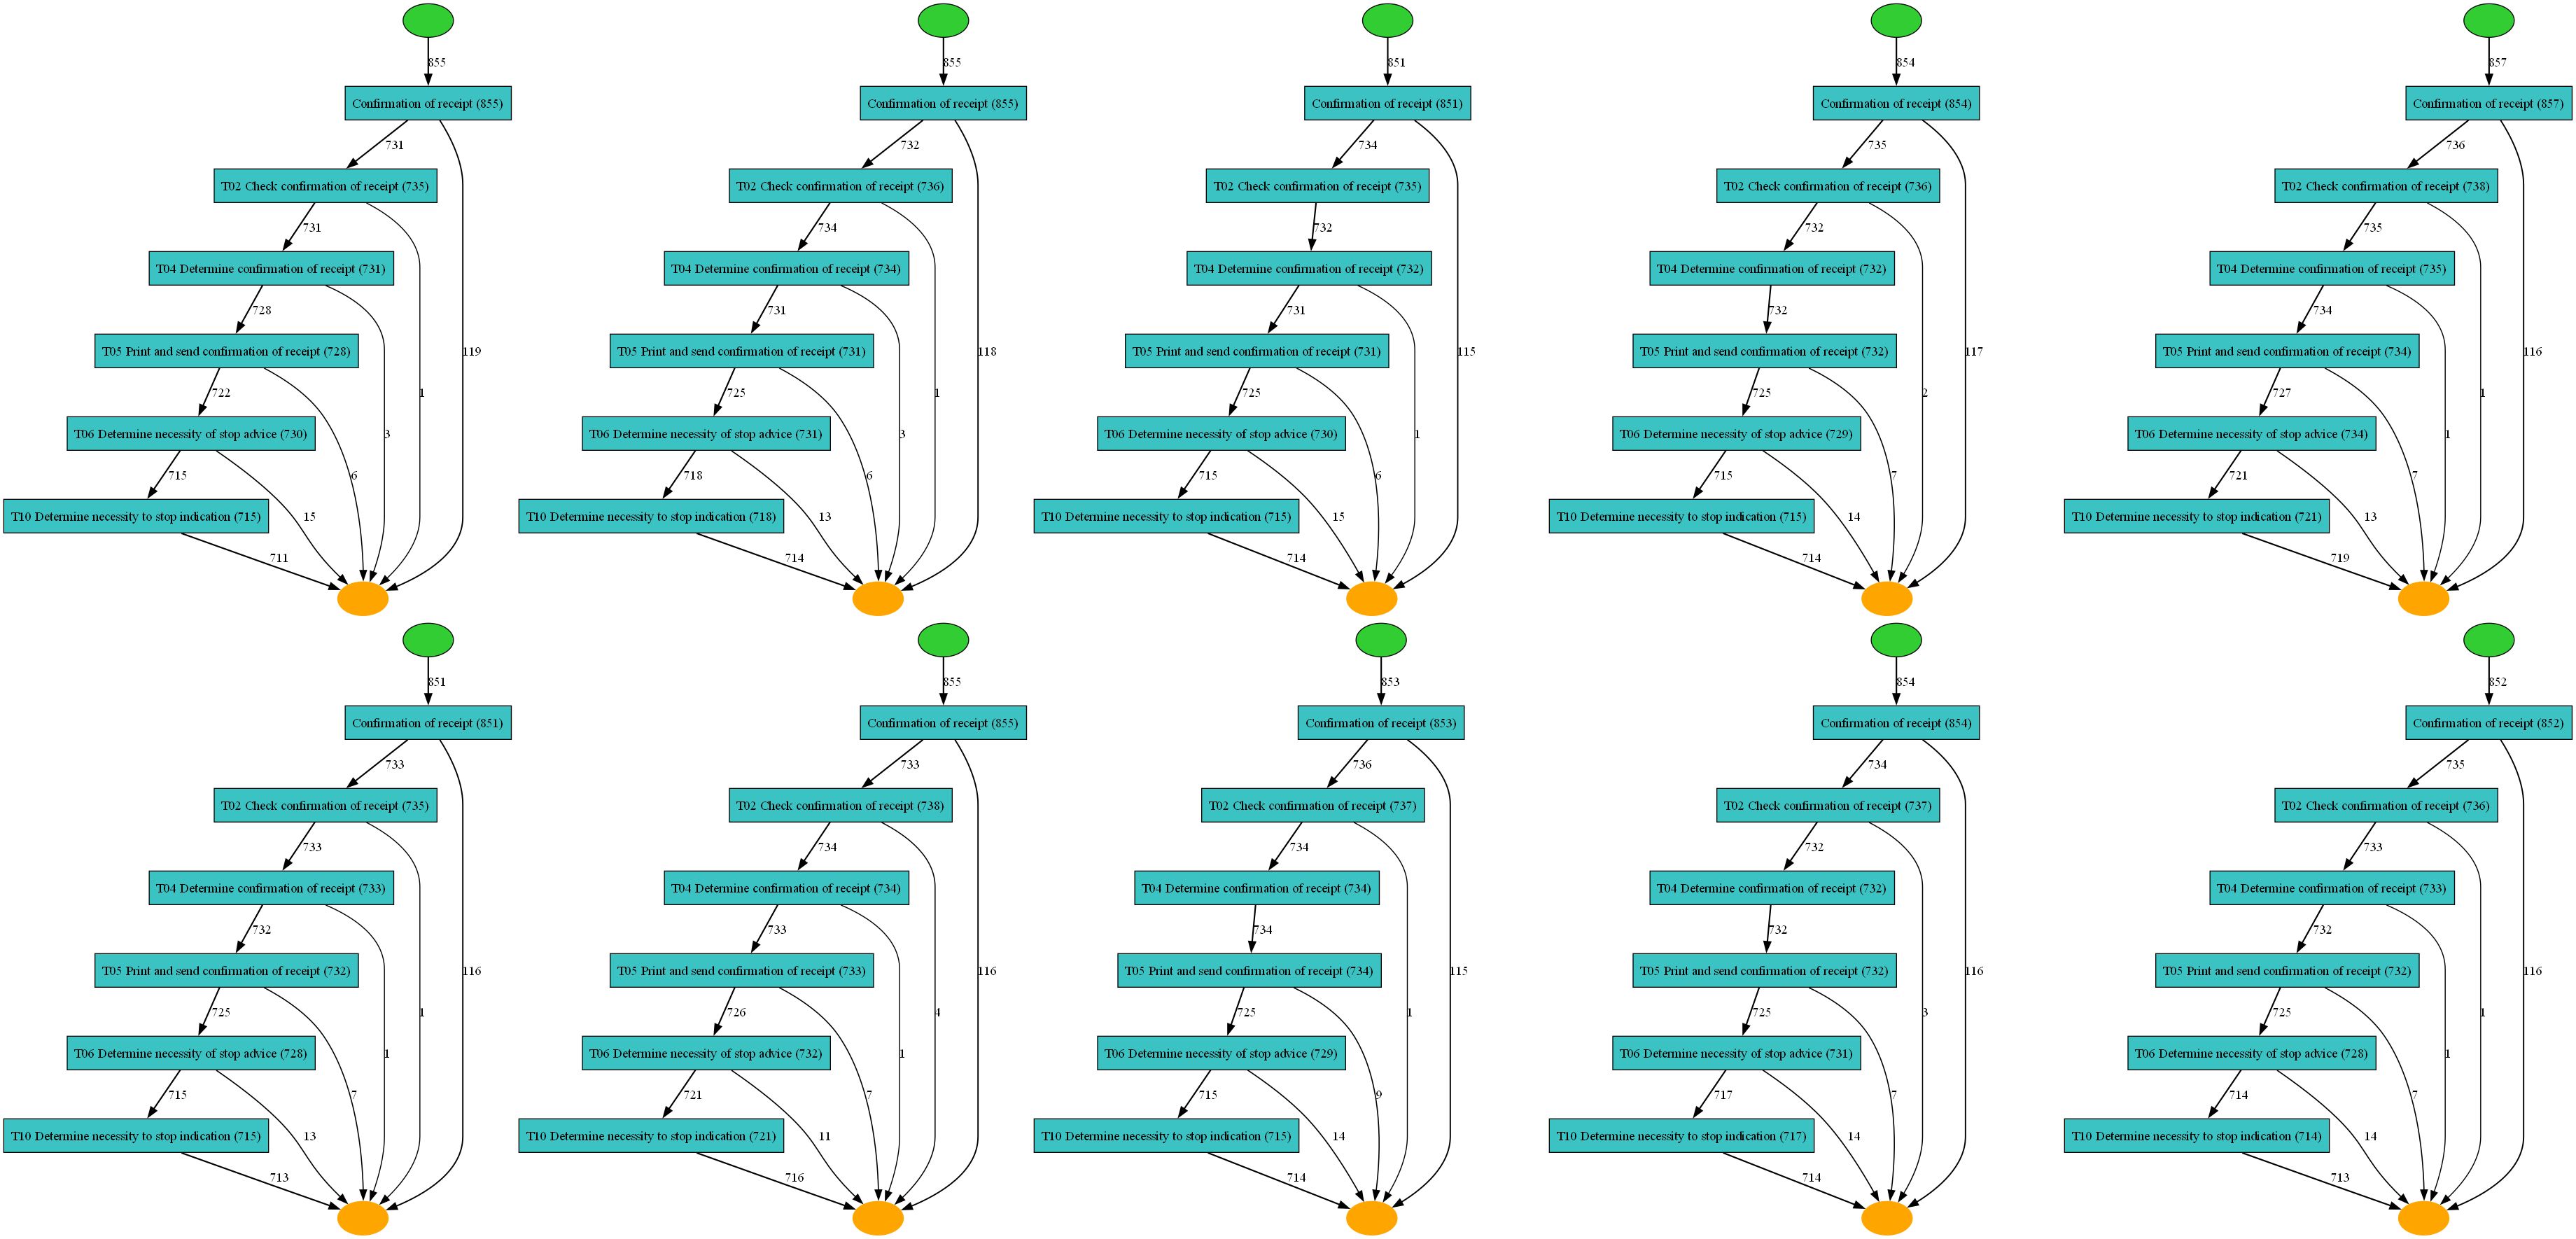 855
Confirmation of receipt (855)
731
T02 Check confirmation of receipt (735)
731
T04 Determine confirmation of receipt (731)
728
T05 Print and send confirmation of receipt (728)
119
722
1
T06 Determine necessity of stop advice (730)
3
715
6
T10 Determine necessity to stop indication (715)
15
711
855
Confirmation of receipt (855)
732
T02 Check confirmation of receipt (736)
734
T04 Determine confirmation of receipt (734)
731
T05 Print and send confirmation of receipt (731)
118
725
1
T06 Determine necessity of stop advice (731)
3
718
6
T10 Determine necessity to stop indication (718)
13
714
851
Confirmation of receipt (851)
734
T02 Check confirmation of receipt (735)
732
T04 Determine confirmation of receipt (732)
731
T05 Print and send confirmation of receipt (731)
115
725
T06 Determine necessity of stop advice (730)
1
715
6
T10 Determine necessity to stop indication (715)
15
714
854
Confirmation of receipt (854)
735
T02 Check confirmation of receipt (736)
732
T04 Determine confirmation of receipt (732)
732
T05 Print and send confirmation of receipt (732)
117
725
2
T06 Determine necessity of stop advice (729)
715
7
T10 Determine necessity to stop indication (715)
14
714
857
Confirmation of receipt (857)
736
T02 Check confirmation of receipt (738)
735
T04 Determine confirmation of receipt (735)
734
T05 Print and send confirmation of receipt (734)
116
727
1
T06 Determine necessity of stop advice (734)
1
721
7
T10 Determine necessity to stop indication (721)
13
719
851
Confirmation of receipt (851)
733
T02 Check confirmation of receipt (735)
733
T04 Determine confirmation of receipt (733)
732
T05 Print and send confirmation of receipt (732)
116
725
1
T06 Determine necessity of stop advice (728)
1
715
7
T10 Determine necessity to stop indication (715)
13
713
855
Confirmation of receipt (855)
733
T02 Check confirmation of receipt (738)
734
T04 Determine confirmation of receipt (734)
733
T05 Print and send confirmation of receipt (733)
116
726
4
T06 Determine necessity of stop advice (732)
1
721
7
T10 Determine necessity to stop indication (721)
11
716
853
Confirmation of receipt (853)
736
T02 Check confirmation of receipt (737)
734
T04 Determine confirmation of receipt (734)
734
T05 Print and send confirmation of receipt (734)
115
725
1
T06 Determine necessity of stop advice (729)
715
9
T10 Determine necessity to stop indication (715)
14
714
854
Confirmation of receipt (854)
734
T02 Check confirmation of receipt (737)
732
T04 Determine confirmation of receipt (732)
732
T05 Print and send confirmation of receipt (732)
116
725
3
T06 Determine necessity of stop advice (731)
717
7
T10 Determine necessity to stop indication (717)
14
714
852
Confirmation of receipt (852)
735
T02 Check confirmation of receipt (736)
733
T04 Determine confirmation of receipt (733)
732
T05 Print and send confirmation of receipt (732)
116
725
1
T06 Determine necessity of stop advice (728)
1
714
7
T10 Determine necessity to stop indication (714)
14
713